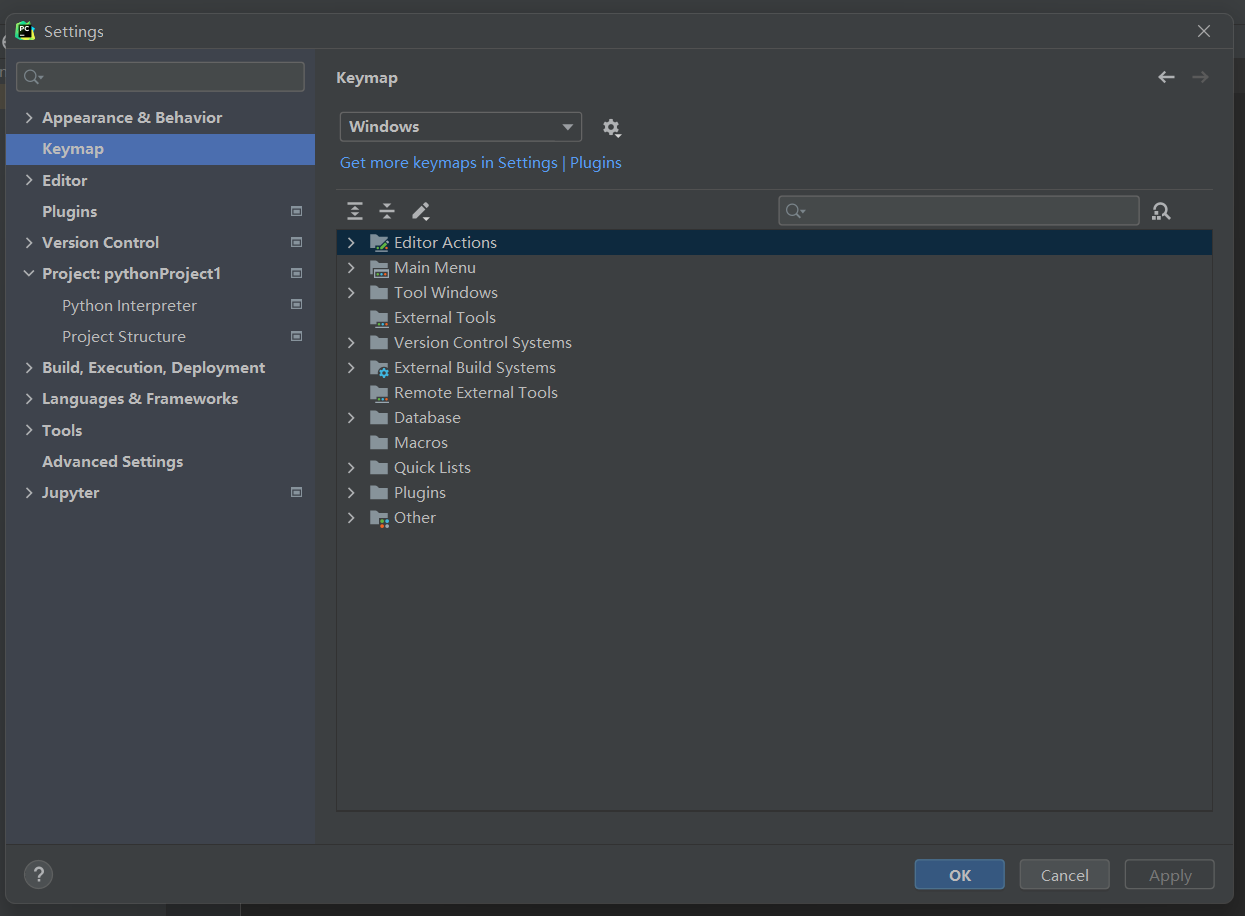 PC Settings
Appearance & Behavior
Keymap
Editor
Plugins
Version Control
Project: pythonProject1
Python Interpreter
Project Structure
Build, Execution, Deployment
Languages & Frameworks
Tools
Advanced Settings
Jupyter
Keymap
Windows
Get more keymaps in Settings | Plugins
Editor Actions
Main Menu
Tool Windows
External Tools
Version Control Systems
External Build Systems
Remote External Tools
Database
Macros
Quick Lists
Plugins
Other
?
OK
Cancel
Apply